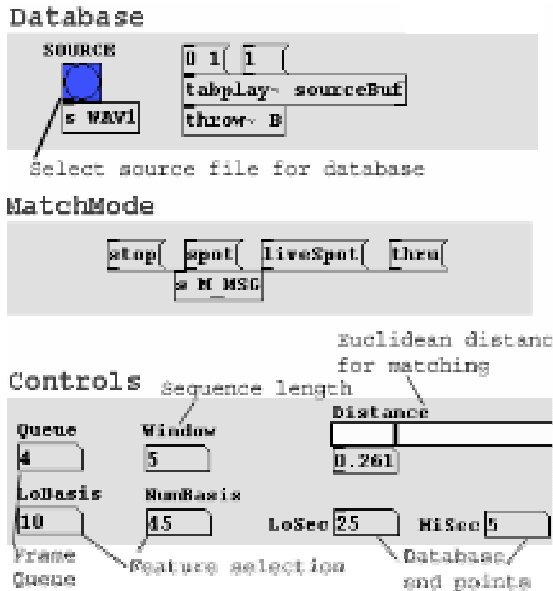 Database
SOURCE
0 1 1
tabplay~ sourceBuf
s WAV1
throw~ B
Select source file for database
MatchMode
stop spot liveSpot thru
s M_MSG
Euclidean distanc
for matching
Controls
Sequence length
Distance
Queue Window
4 5 0.261
LoBasis NumBasis
10 45 LoSec 25 HiSec 5
Frame
Queue
Feature selection
Database
end points